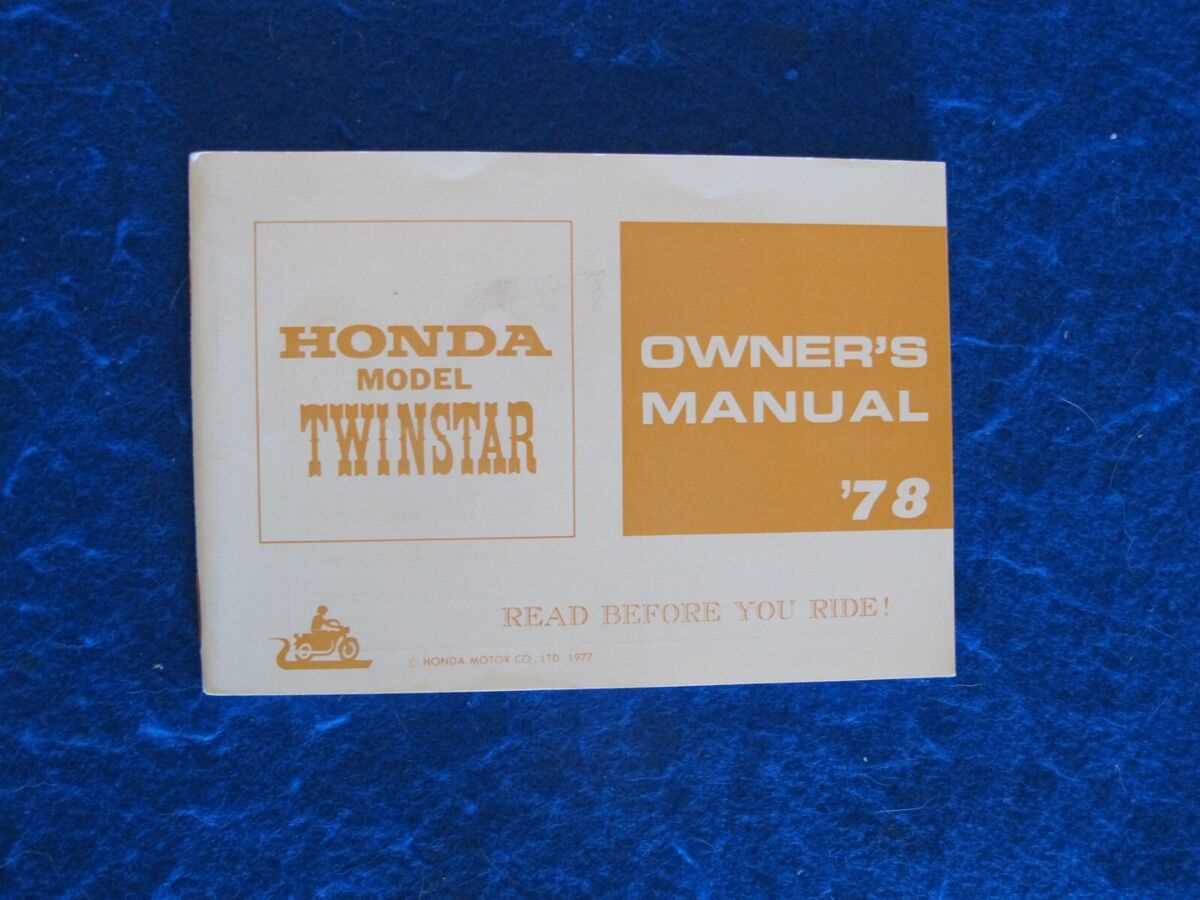 HONDA
MODEL
TWINSTAR
OWNER'S
MANUAL
'78
READ BEFORE YOU RIDE!
© HONDA MOTOR CO., LTD. 1977